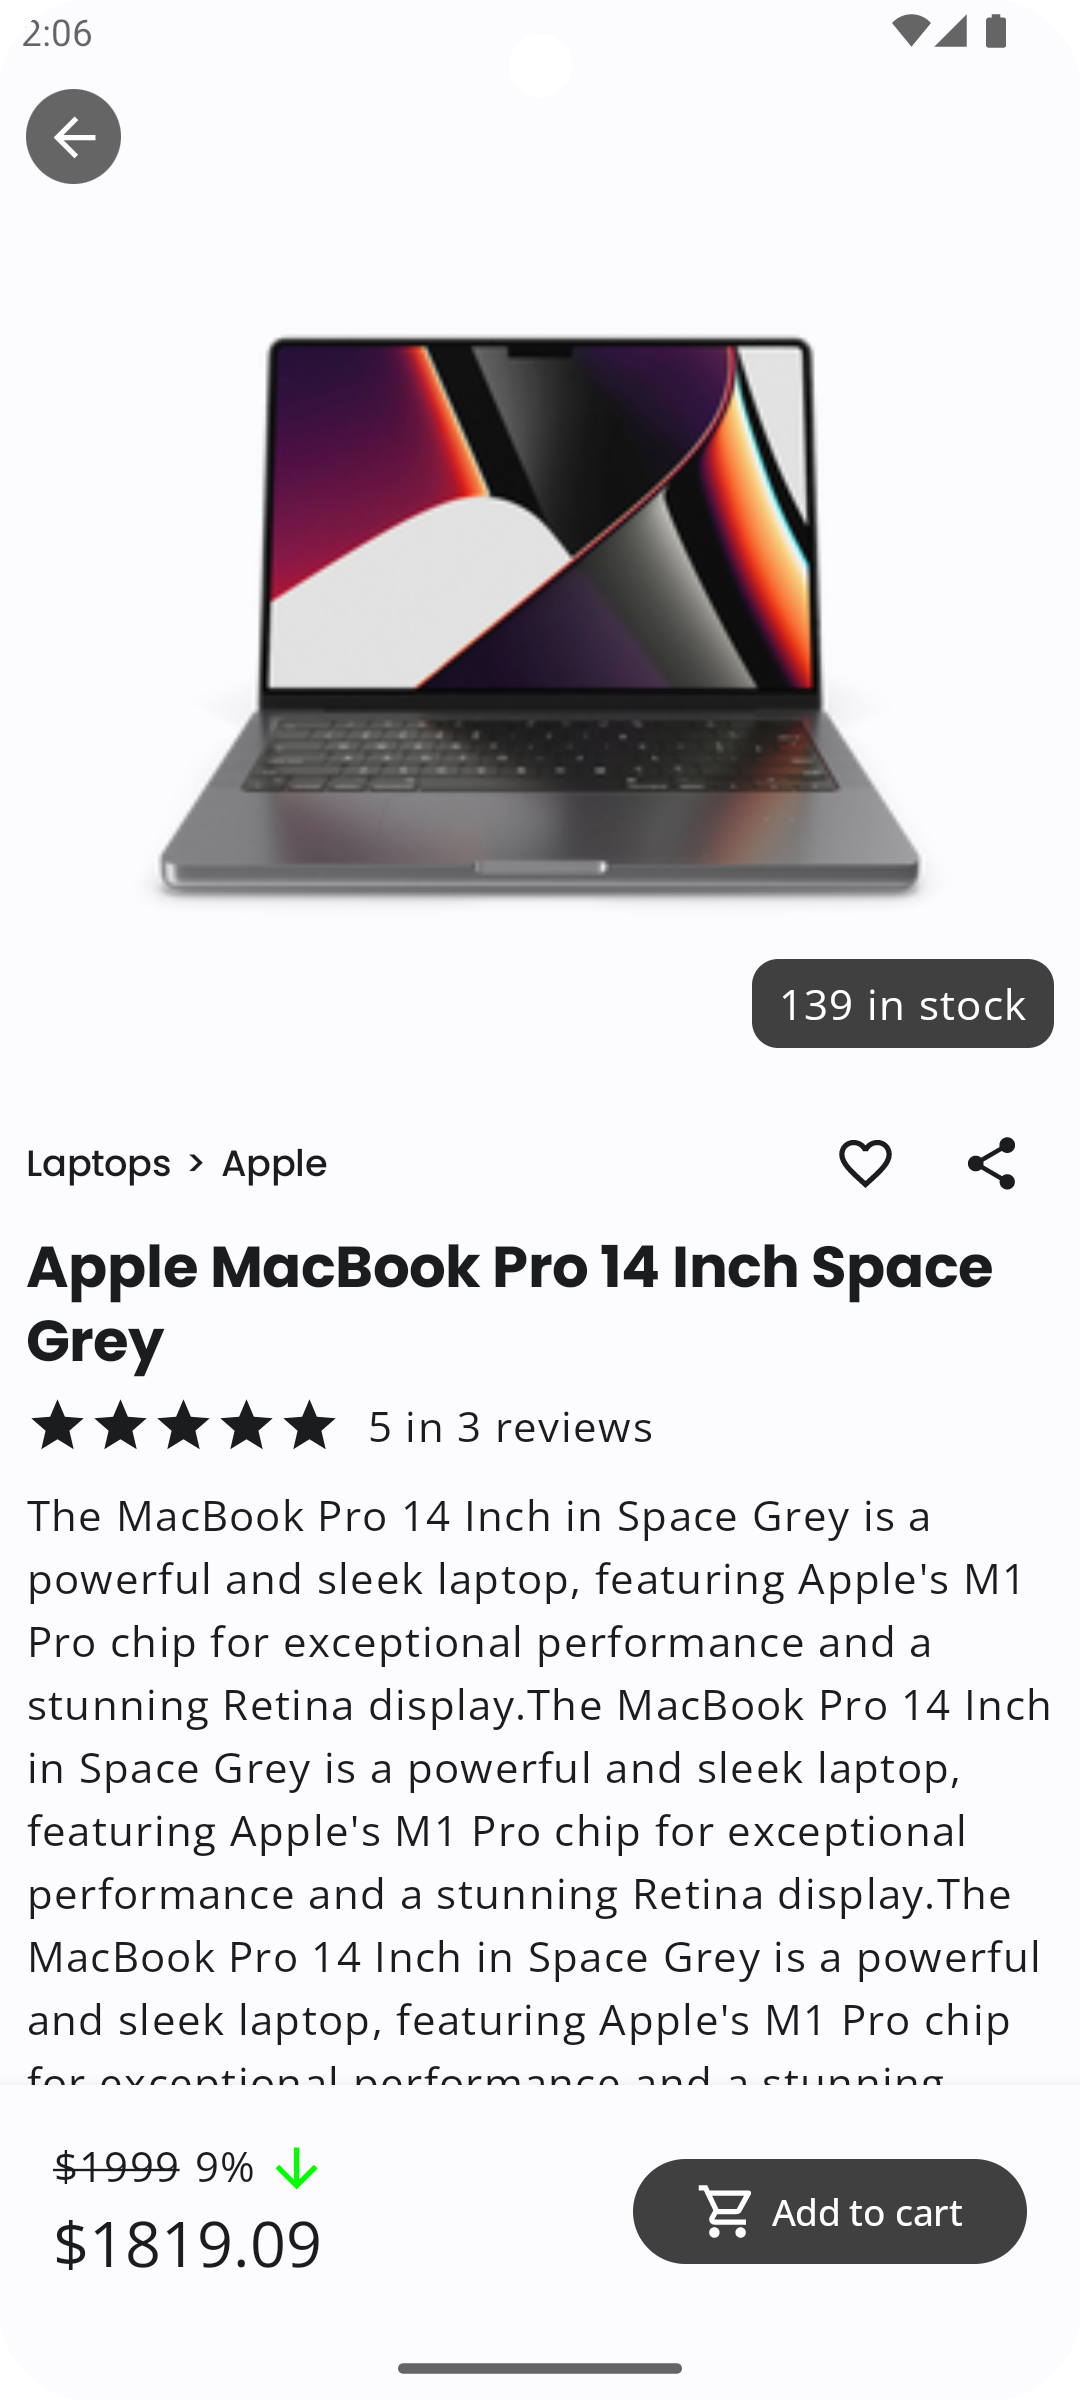 2:06
139 in stock
Laptops > Apple
Apple MacBook Pro 14 Inch Space
Grey
5 in 3 reviews
The MacBook Pro 14 Inch in Space Grey is a
powerful and sleek laptop, featuring Apple's M1
Pro chip for exceptional performance and a
stunning Retina display.The MacBook Pro 14 Inch
in Space Grey is a powerful and sleek laptop,
featuring Apple's M1 Pro chip for exceptional
performance and a stunning Retina display.The
MacBook Pro 14 Inch in Space Grey is a powerful
and sleek laptop, featuring Apple's M1 Pro chip
for exceptional performance and a stunning
$1999 9%
$1819.09
Add to cart